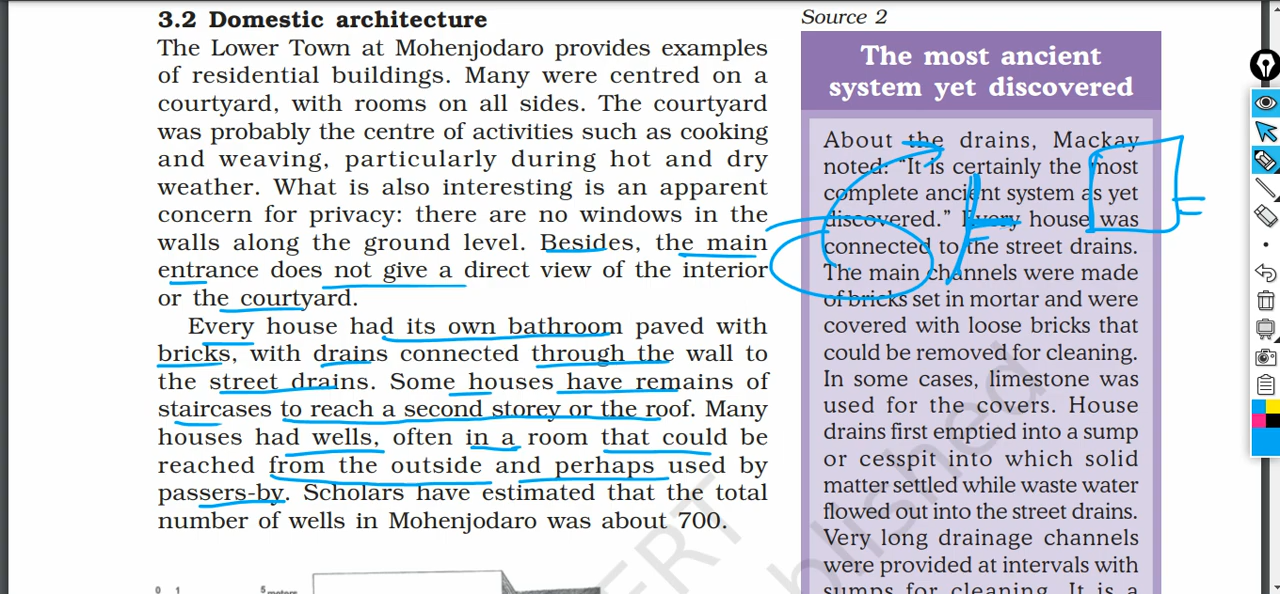 3.2 Domestic architecture
The Lower Town at Mohenjodaro provides examples
of residential buildings. Many were centred on a
courtyard, with rooms on all sides. The courtyard
was probably the centre of activities such as cooking
and weaving, particularly during hot and dry
weather. What is also interesting is an apparent
concern for privacy: there are no windows in the
walls along the ground level. Besides, the main
entrance does not give a direct view of the interior
or the courtyard.
Every house had its own bathroom paved with
bricks, with drains connected through the wall to
the street drains. Some houses have remains of
staircases to reach a second storey or the roof. Many
houses had wells, often in a room that could be
reached from the outside and perhaps used by
passers-by. Scholars have estimated that the total
number of wells in Mohenjodaro was about 700.
0 1 5 meters
Source 2
The most ancient
system yet discovered
About the drains, Mackay
noted: “It is certainly the most
complete ancient system as yet
discovered.” Every house was
connected to the street drains.
The main channels were made
of bricks set in mortar and were
covered with loose bricks that
could be removed for cleaning.
In some cases, limestone was
used for the covers. House
drains first emptied into a sump
or cesspit into which solid
matter settled while waste water
flowed out into the street drains.
Very long drainage channels
were provided at intervals with
sumps for cleaning. It is a